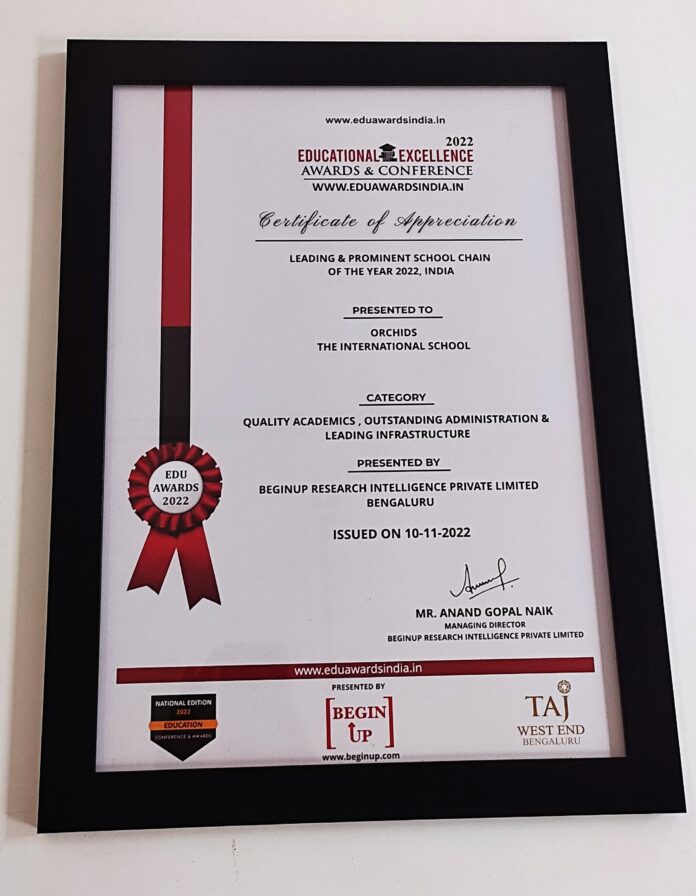 www.eduawardsindia.in
2022
EDUCATIONAL EXCELLENCE
AWARDS & CONFERENCE
WWW.EDUAWARDSINDIA.IN
Certificate of Appreciation
LEADING & PROMINENT SCHOOL CHAIN
OF THE YEAR 2022, INDIA
PRESENTED TO
ORCHIDS
THE INTERNATIONAL SCHOOL
CATEGORY
QUALITY ACADEMICS , OUTSTANDING ADMINISTRATION &
LEADING INFRASTRUCTURE
PRESENTED BY
BEGINUP RESEARCH INTELLIGENCE PRIVATE LIMITED
BENGALURU
ISSUED ON 10-11-2022
EDU
AWARDS
2022
MR. ANAND GOPAL NAIK
MANAGING DIRECTOR
BEGINUP RESEARCH INTELLIGENCE PRIVATE LIMITED
www.eduawardsindia.in
NATIONAL EDITION
2022
EDUCATION
CONFERENCE & AWARDS
PRESENTED BY
BEGIN
UP
www.beginup.com
TAJ
WEST END
BENGALURU